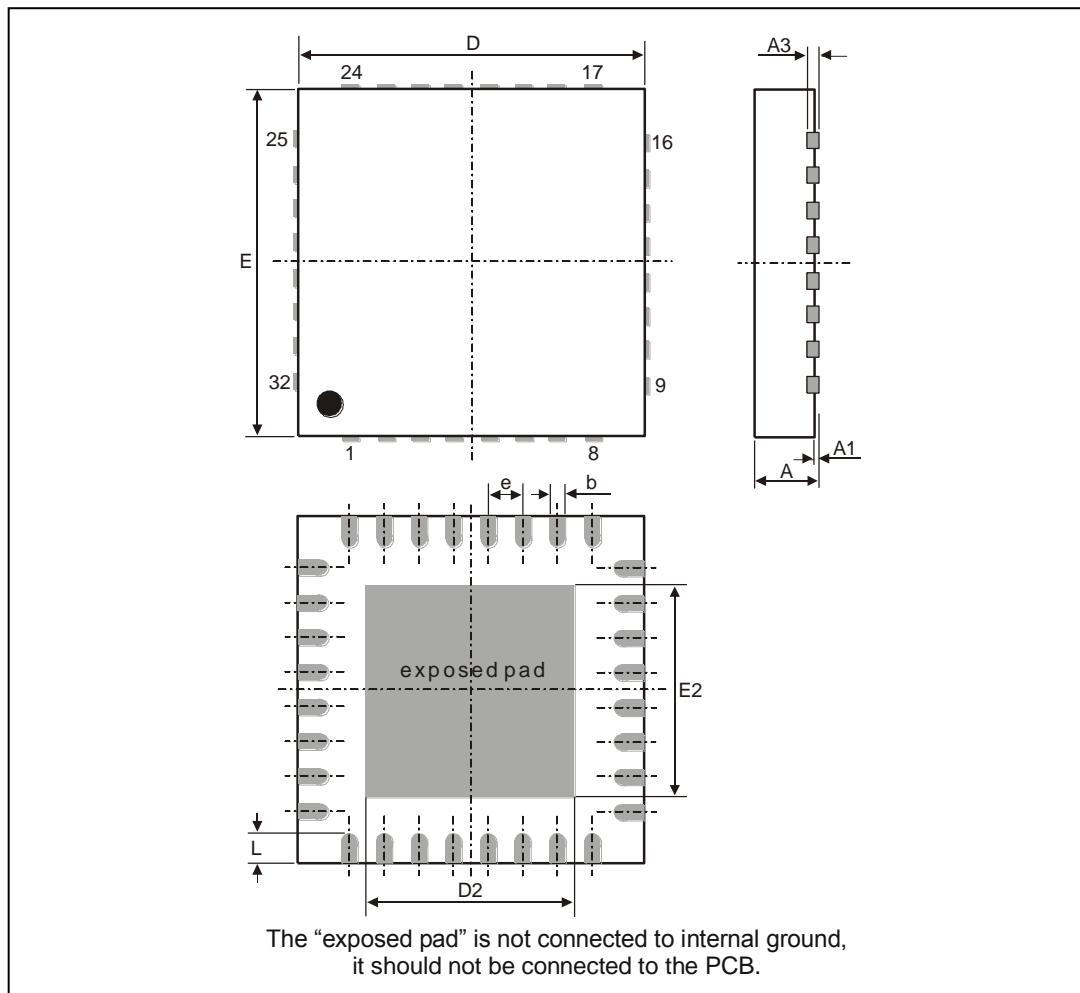 D
A3
24
17
25
16
E
32
9
1
8
A1
A
e
b
exposed pad
E2
L
D2
The “exposed pad” is not connected to internal ground,
it should not be connected to the PCB.